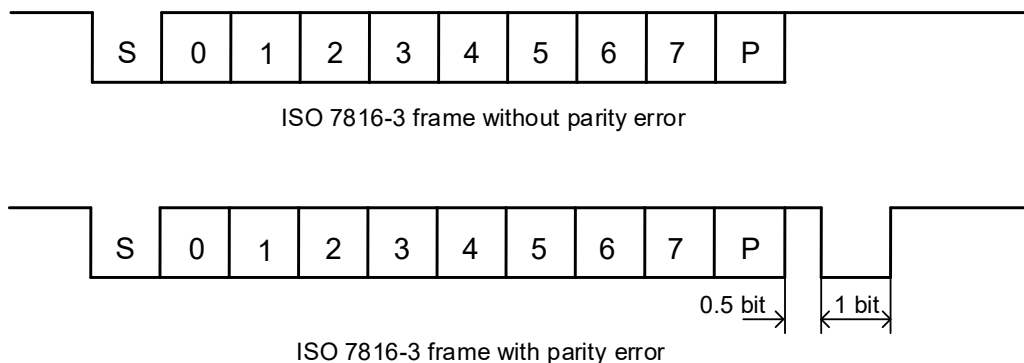 S 0 1 2 3 4 5 6 7 P
ISO 7816-3 frame without parity error
S 0 1 2 3 4 5 6 7 P
0.5 bit 1 bit
ISO 7816-3 frame with parity error